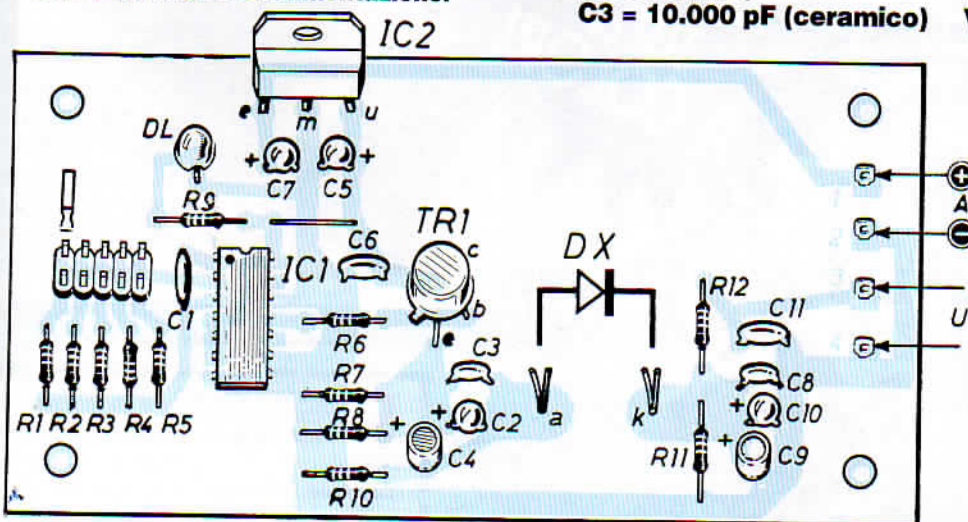 C3 = 10.000 pF (ceramico)
IC2
e m u
DL
+ C7 C5 +
R9
TR1
c
C6
DX
IC1
C1
b
e
R12
C11
+
A
-
U
R6
C3
R7
C8
R8
+ C2
a
k
+ C10
R1 R2 R3 R4 R5
+ C4
R11
+ C9
R10